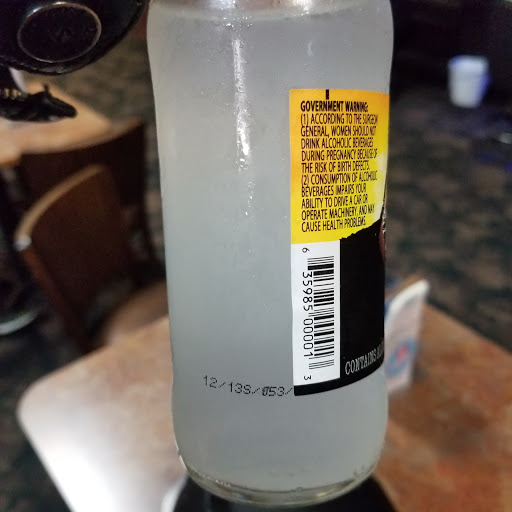 GOVERNMENT WARNING:
(1) ACCORDING TO THE SURGEON
GENERAL, WOMEN SHOULD NOT
DRINK ALCOHOLIC BEVERAGES
DURING PREGNANCY BECAUSE OF
THE RISK OF BIRTH DEFECTS.
(2) CONSUMPTION OF ALCOHOLIC
BEVERAGES IMPAIRS YOUR
ABILITY TO DRIVE A CAR OR
OPERATE MACHINERY, AND MAY
CAUSE HEALTH PROBLEMS.
6 35985 00001 3
CONTAINS
12/13S/053/